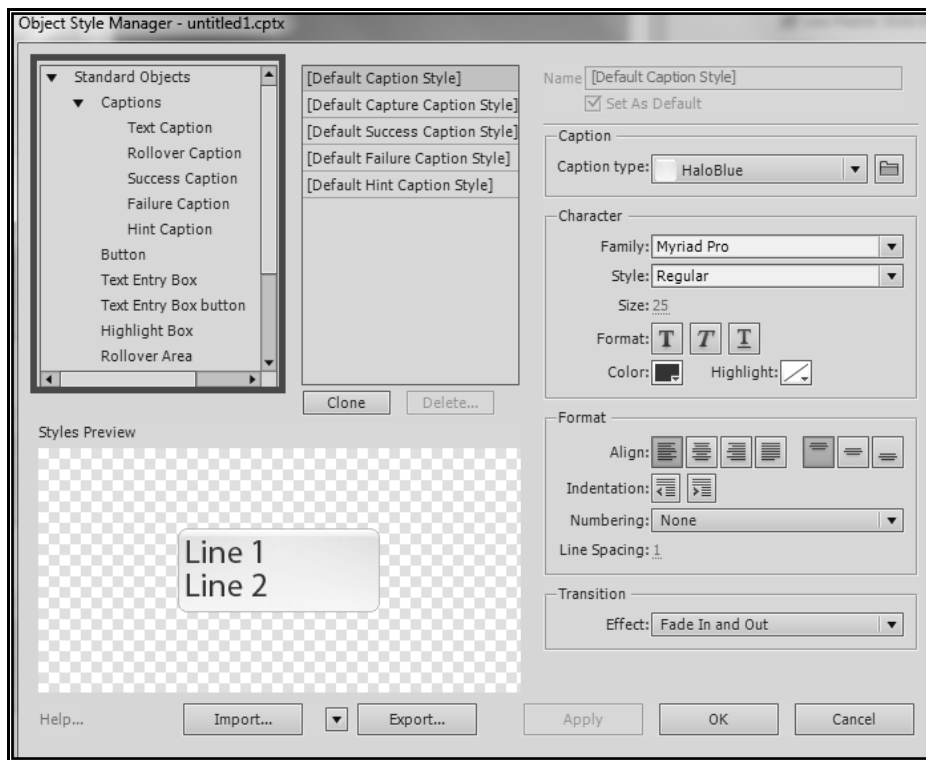 Object Style Manager - untitled1.cptx
Standard Objects
Captions
Text Caption
Rollover Caption
Success Caption
Failure Caption
Hint Caption
Button
Text Entry Box
Text Entry Box button
Highlight Box
Rollover Area
[Default Caption Style]
[Default Capture Caption Style]
[Default Success Caption Style]
[Default Failure Caption Style]
[Default Hint Caption Style]
Clone
Delete...
Name [Default Caption Style]
Set As Default
Caption
Caption type: HaloBlue
Character
Family: Myriad Pro
Style: Regular
Size: 25
Format: T T T
Color: Highlight:
Format
Align:
Indentation:
Numbering: None
Line Spacing: 1
Transition
Effect: Fade In and Out
Styles Preview
Line 1
Line 2
Help...
Import...
Export...
Apply
OK
Cancel